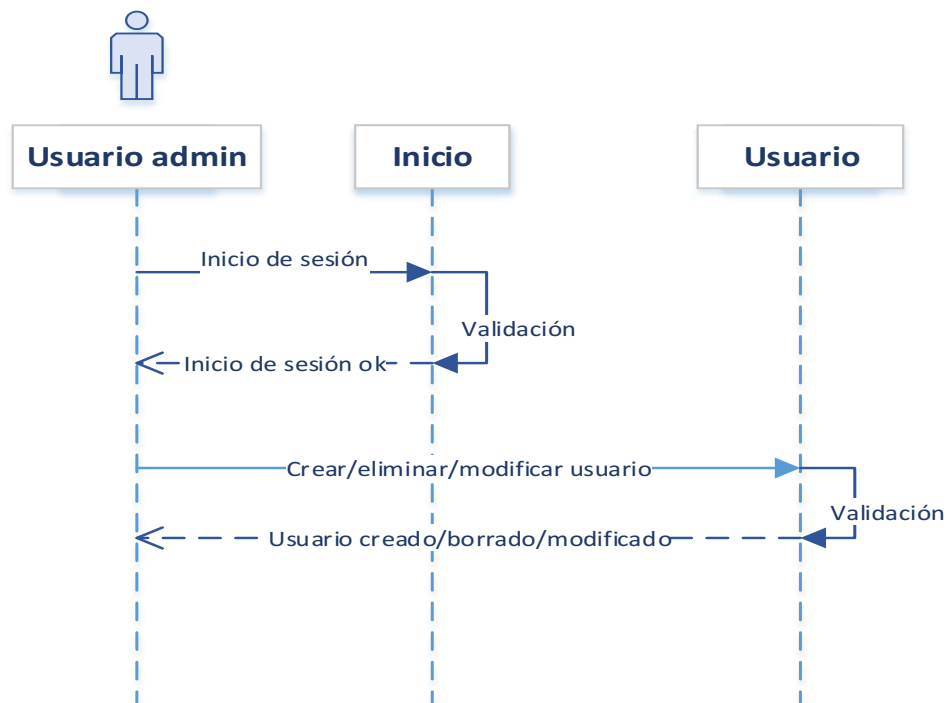 Usuario admin
Inicio
Usuario
Inicio de sesión
Validación
Inicio de sesión ok
Crear/eliminar/modificar usuario
Validación
Usuario creado/borrado/modificado